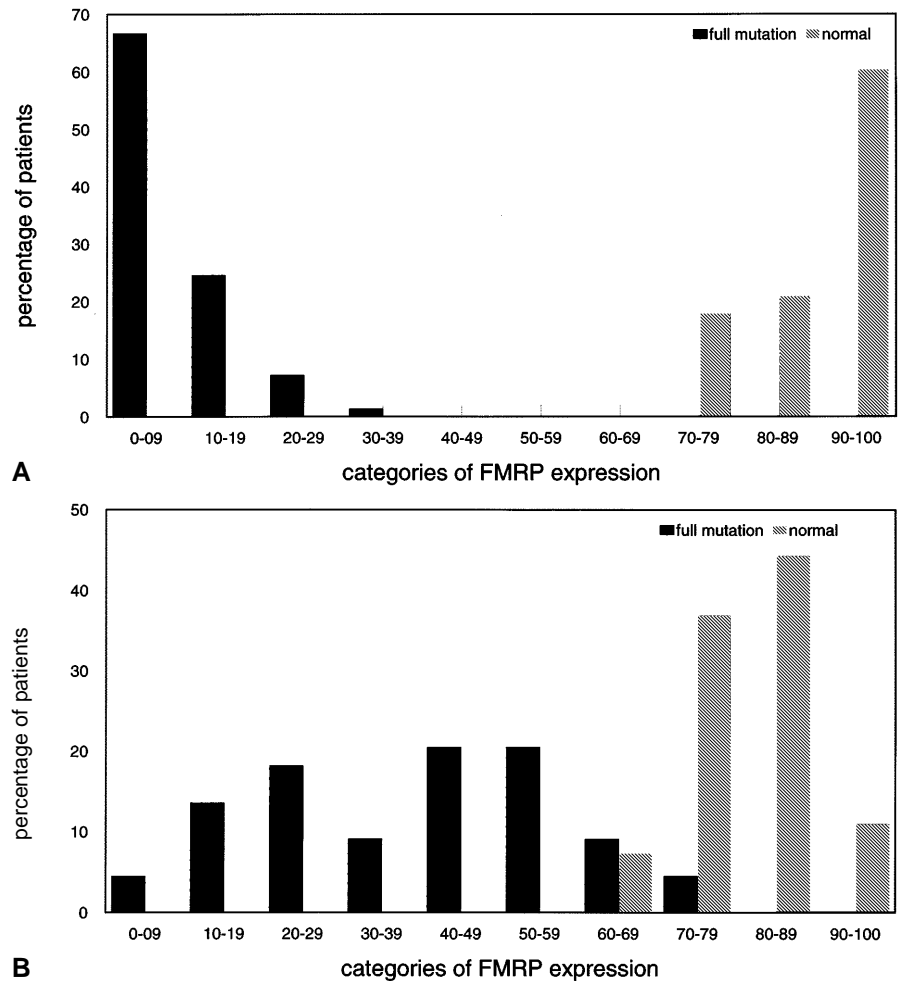 70
60
50
40
30
20
10
0
percentage of patients
full mutation normal
0-09 10-19 20-29 30-39 40-49 50-59 60-69 70-79 80-89 90-100
A
categories of FMRP expression
50
40
30
20
10
0
percentage of patients
full mutation normal
0-09 10-19 20-29 30-39 40-49 50-59 60-69 70-79 80-89 90-100
B
categories of FMRP expression